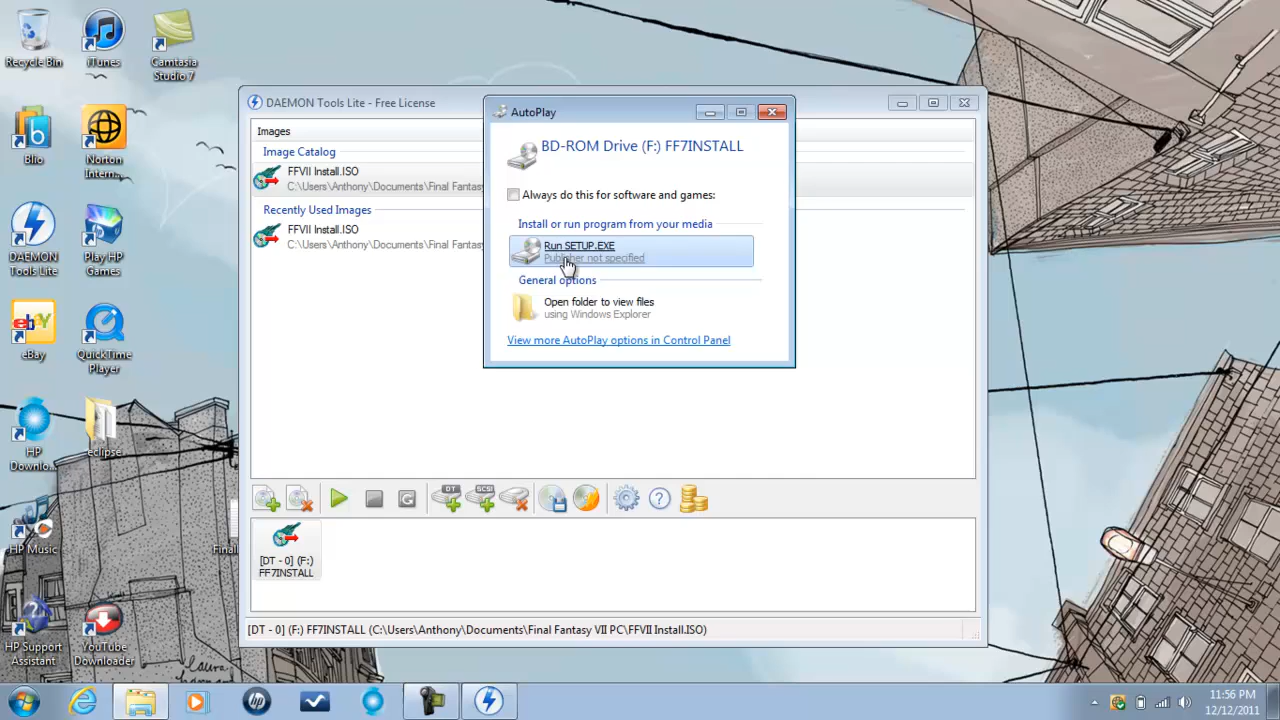 Recycle Bin
iTunes
Camtasia
Studio 7
Blio
Norton
Intern...
DAEMON
Tools Lite
Play HP
Games
eBay
QuickTime
Player
HP
Downlo...
eclipse
HP Music
Final
HP Support
Assistant
YouTube
Downloader
DAEMON Tools Lite - Free License
Images
Image Catalog
FFVII Install.ISO
C:\Users\Anthony\Documents\Final Fantasy
Recently Used Images
FFVII Install.ISO
C:\Users\Anthony\Documents\Final Fantasy
AutoPlay
BD-ROM Drive (F:) FF7INSTALL
Always do this for software and games:
Install or run program from your media
Run SETUP.EXE
Publisher not specified
General options
Open folder to view files
using Windows Explorer
View more AutoPlay options in Control Panel
DT
SCSI
[DT - 0] (F:)
FF7INSTALL
[DT - 0] (F:) FF7INSTALL (C:\Users\Anthony\Documents\Final Fantasy VII PC\FFVII Install.ISO)
11:56 PM
12/12/2011